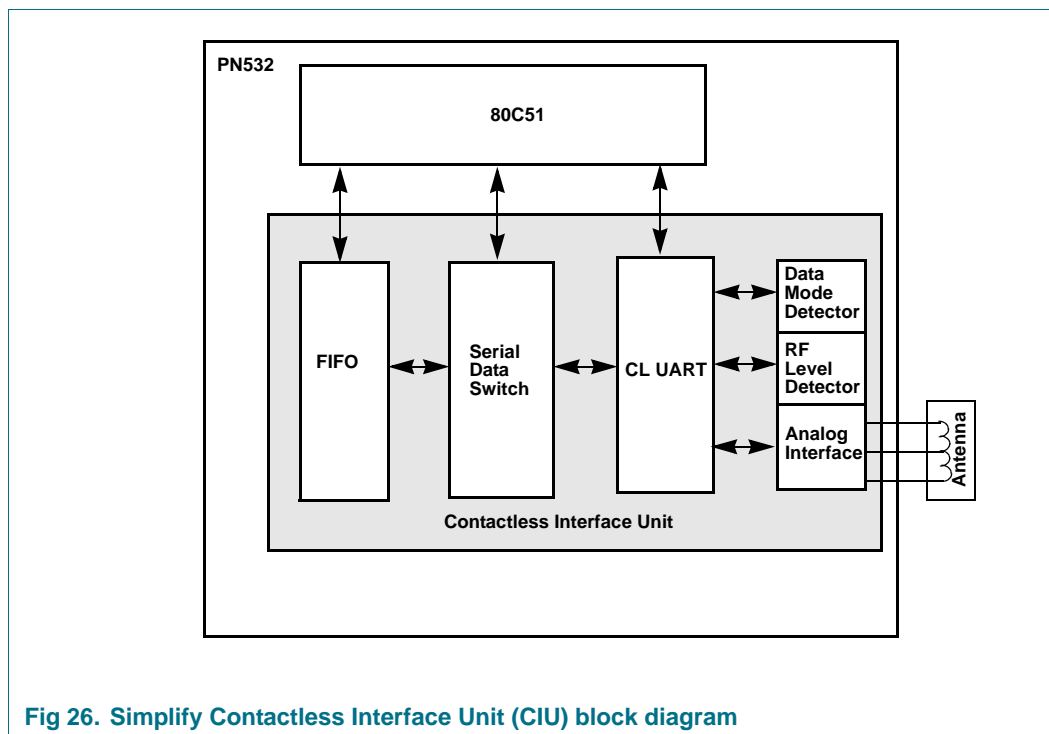 PN532
80C51
FIFO
Serial
Data
Switch
CL UART
Data
Mode
Detector
RF
Level
Detector
Analog
Interface
Antenna
Contactless Interface Unit
Fig 26. Simplify Contactless Interface Unit (CIU) block diagram